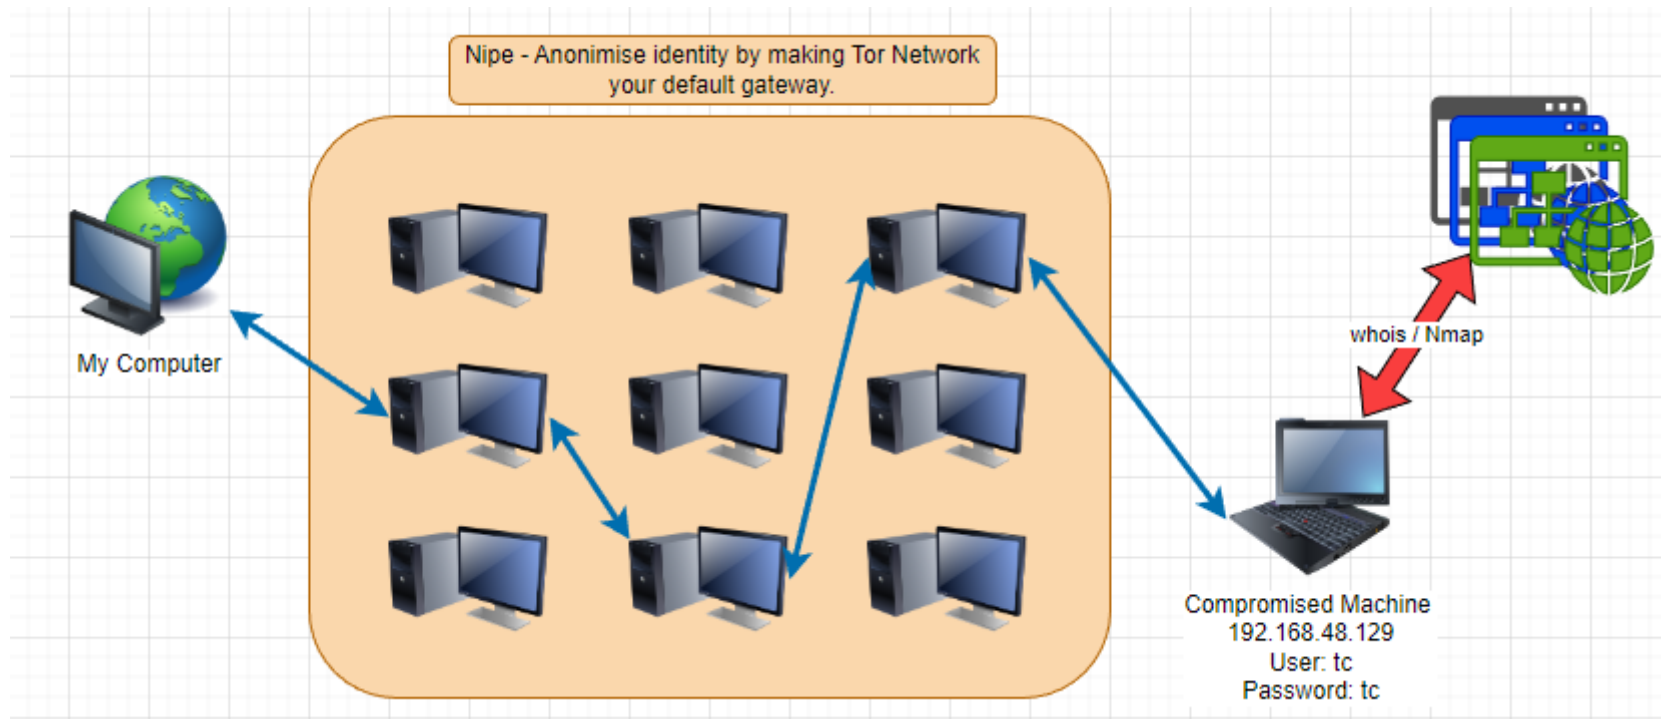 Nipe - Anonimise identity by making Tor Network
your default gateway.
My Computer
whois / Nmap
Compromised Machine
192.168.48.129
User: tc
Password: tc